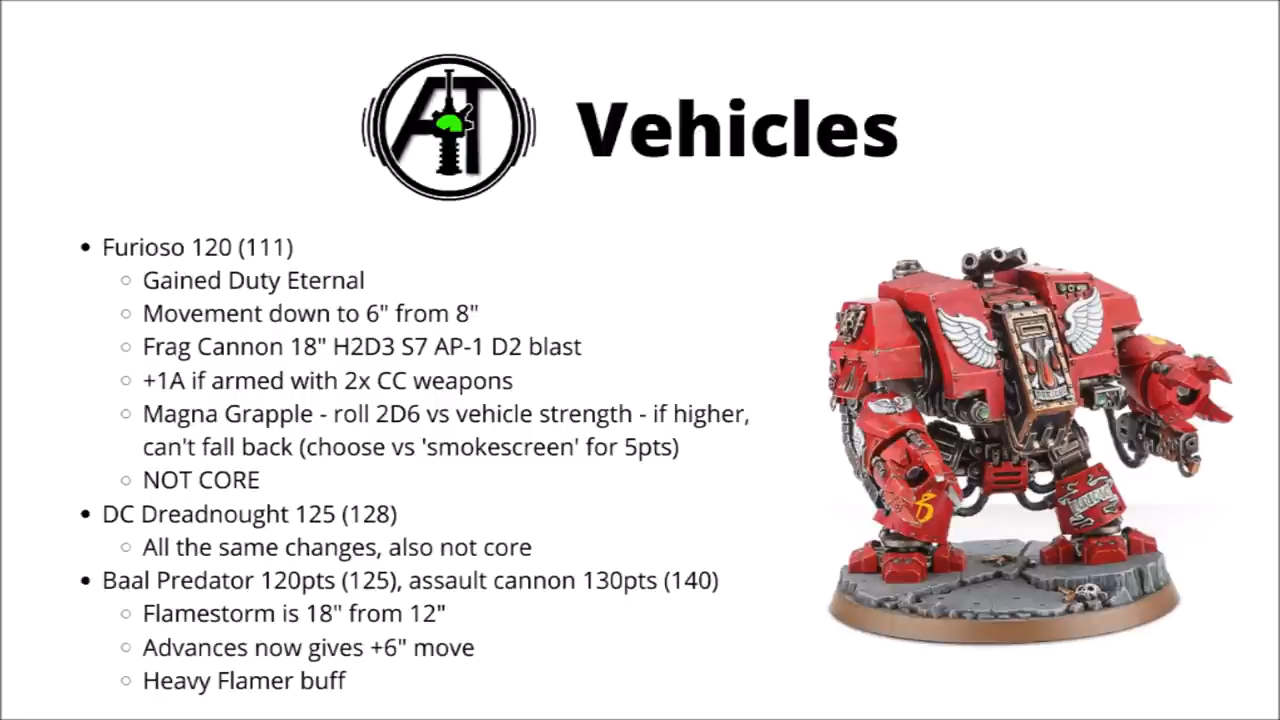 AT
Vehicles
• Furioso 120 (111)
○ Gained Duty Eternal
○ Movement down to 6" from 8"
○ Frag Cannon 18" H2D3 S7 AP-1 D2 blast
○ +1A if armed with 2x CC weapons
○ Magna Grapple - roll 2D6 vs vehicle strength - if higher,
can't fall back (choose vs 'smokescreen' for 5pts)
○ NOT CORE
• DC Dreadnought 125 (128)
○ All the same changes, also not core
• Baal Predator 120pts (125), assault cannon 130pts (140)
○ Flamestorm is 18" from 12"
○ Advances now gives +6" move
○ Heavy Flamer buff